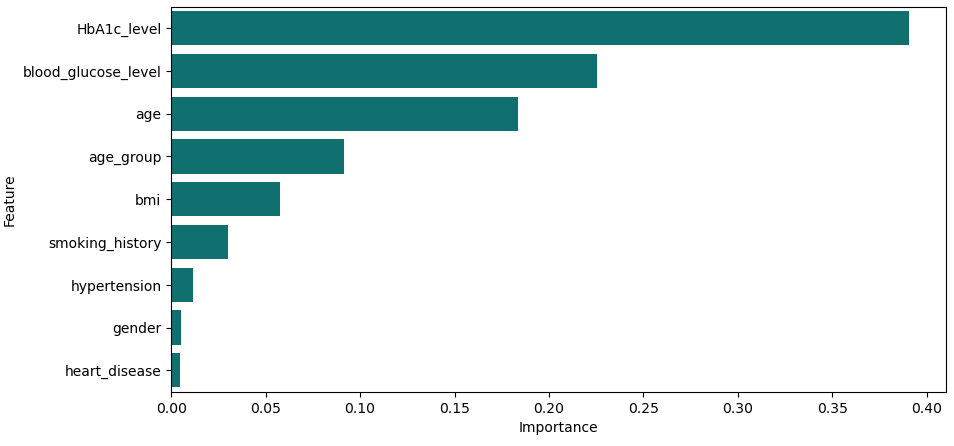 HbA1c_level
blood_glucose_level
age
age_group
bmi
smoking_history
hypertension
gender
heart_disease
Feature
0.00 0.05 0.10 0.15 0.20 0.25 0.30 0.35 0.40
Importance